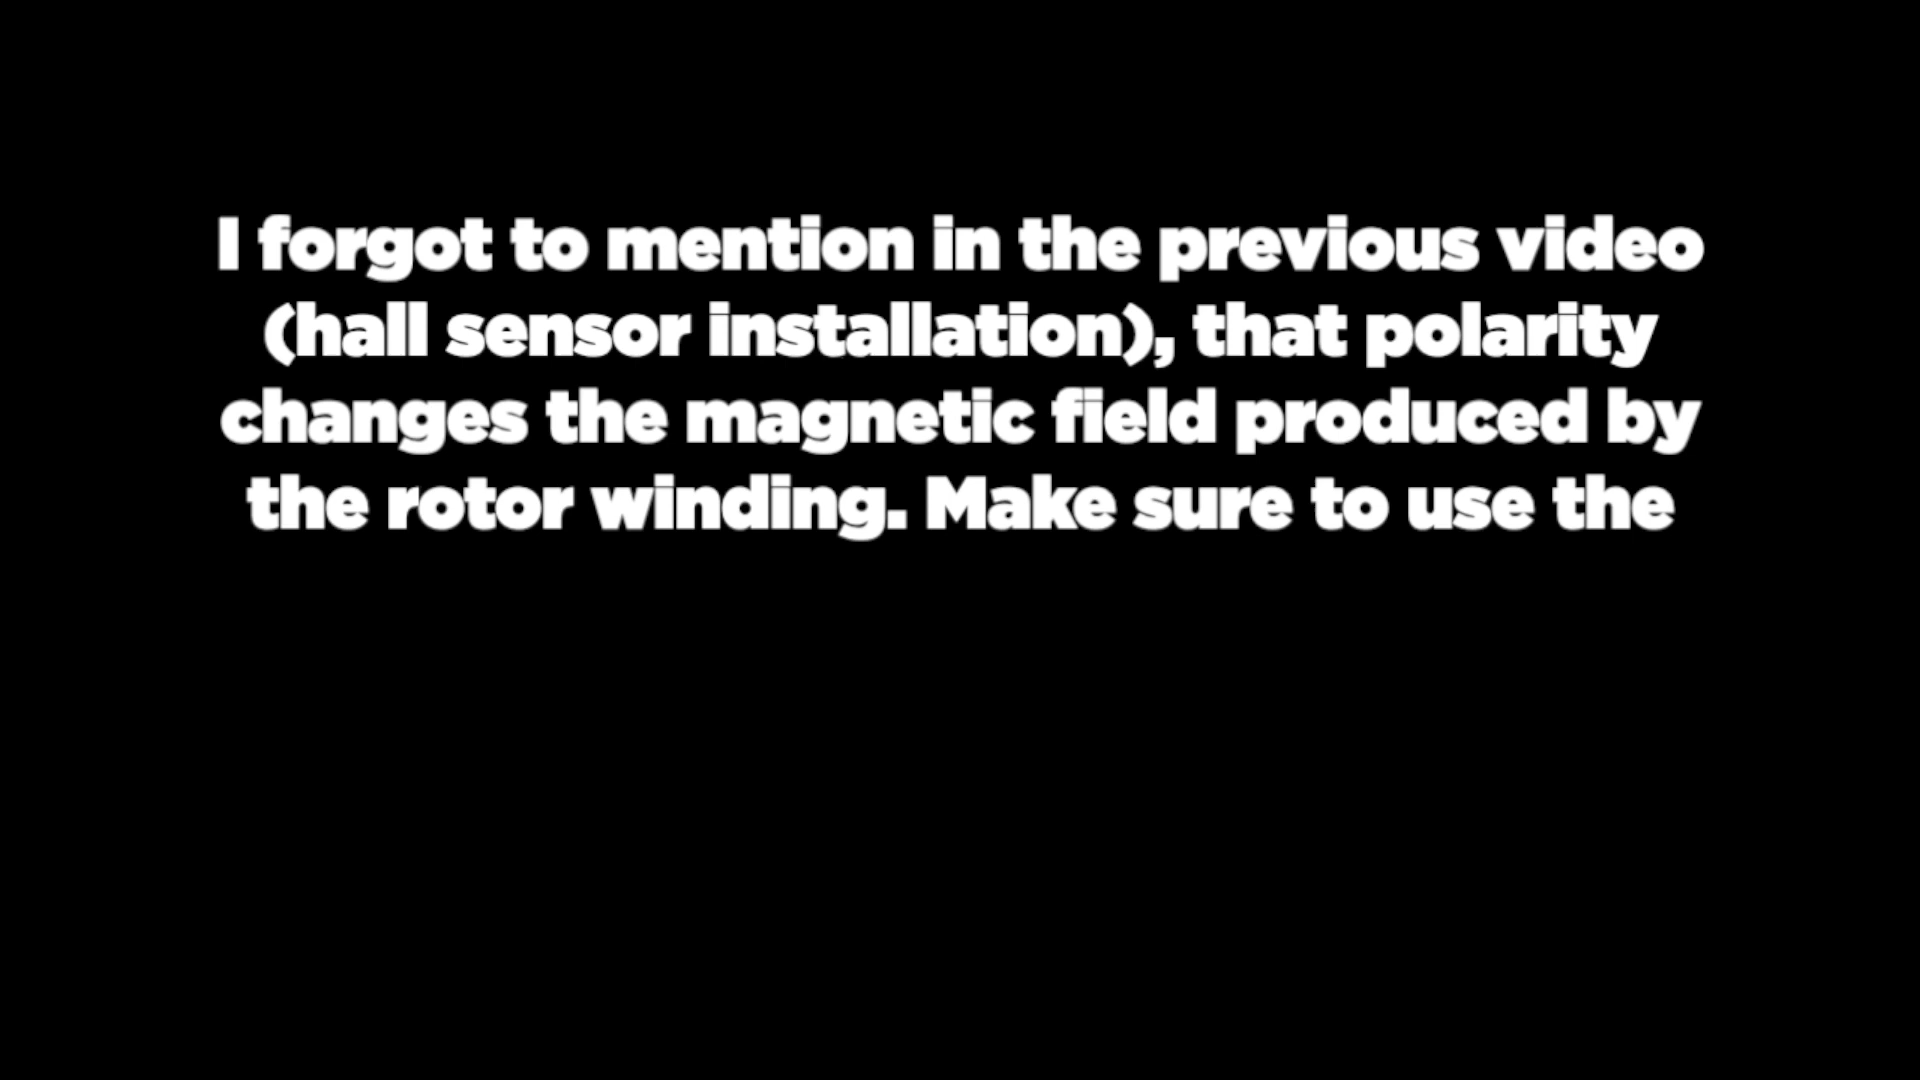 I forgot to mention in the previous video
(hall sensor installation), that polarity
changes the magnetic field produced by
the rotor winding. Make sure to use the